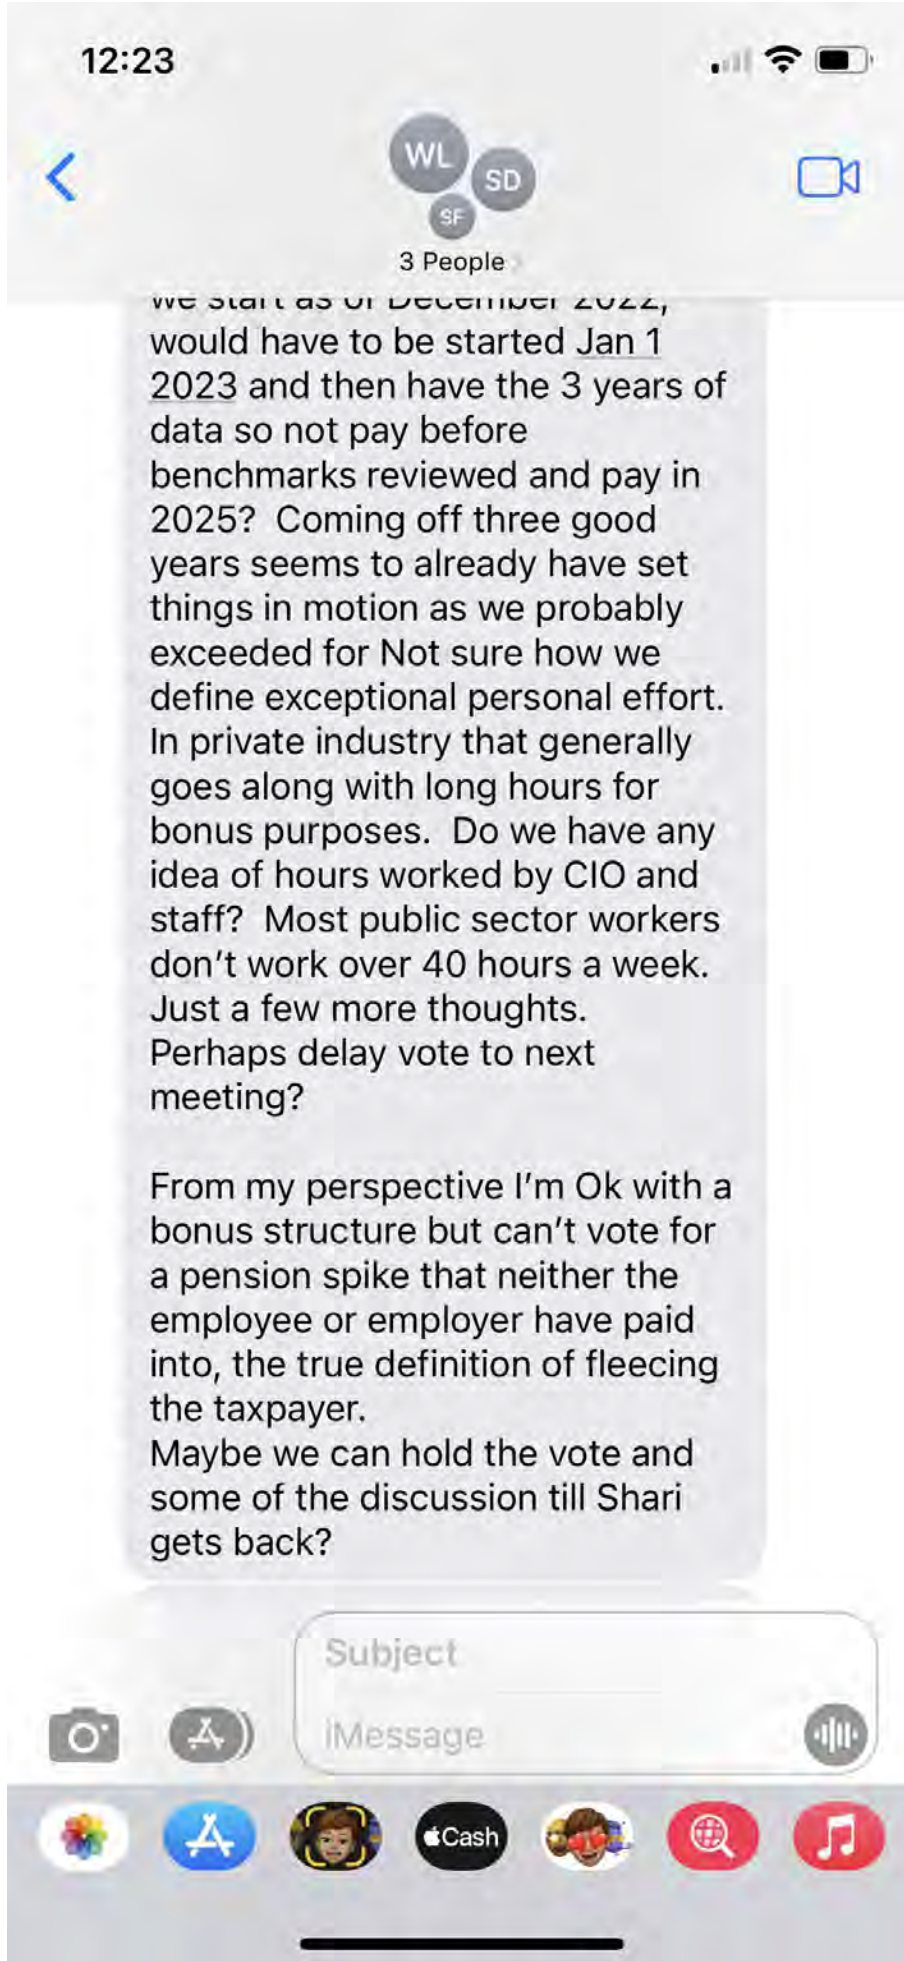 12:23
WL
SD
SF
3 People
we start as of December 2022,
would have to be started Jan 1
2023 and then have the 3 years of
data so not pay before
benchmarks reviewed and pay in
2025? Coming off three good
years seems to already have set
things in motion as we probably
exceeded for Not sure how we
define exceptional personal effort.
In private industry that generally
goes along with long hours for
bonus purposes. Do we have any
idea of hours worked by CIO and
staff? Most public sector workers
don't work over 40 hours a week.
Just a few more thoughts.
Perhaps delay vote to next
meeting?
From my perspective I'm Ok with a
bonus structure but can't vote for
a pension spike that neither the
employee or employer have paid
into, the true definition of fleecing
the taxpayer.
Maybe we can hold the vote and
some of the discussion till Shari
gets back?
Subject
iMessage
Cash